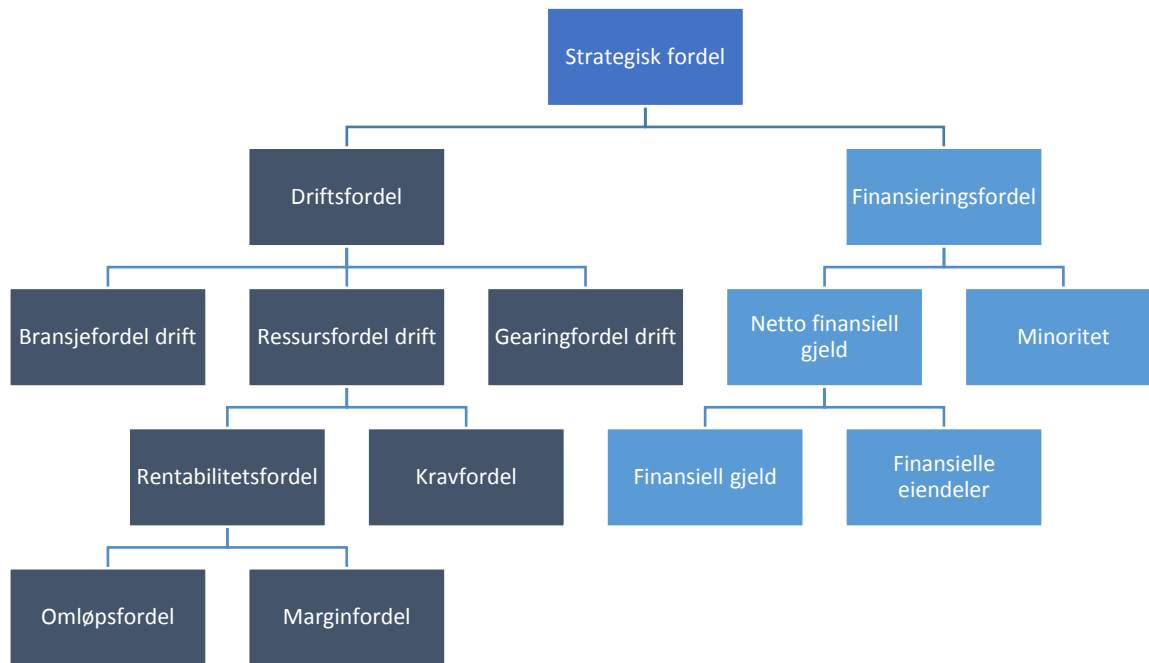 Strategisk fordel
Driftsfordel
Finansieringsfordel
Bransjefordel drift
Ressursfordel drift
Gearingfordel drift
Netto finansiell
gjeld
Minoritet
Rentabilitetsfordel
Kravfordel
Finansiell gjeld
Finansielle
eiendeler
Omløpsfordel
Marginfordel